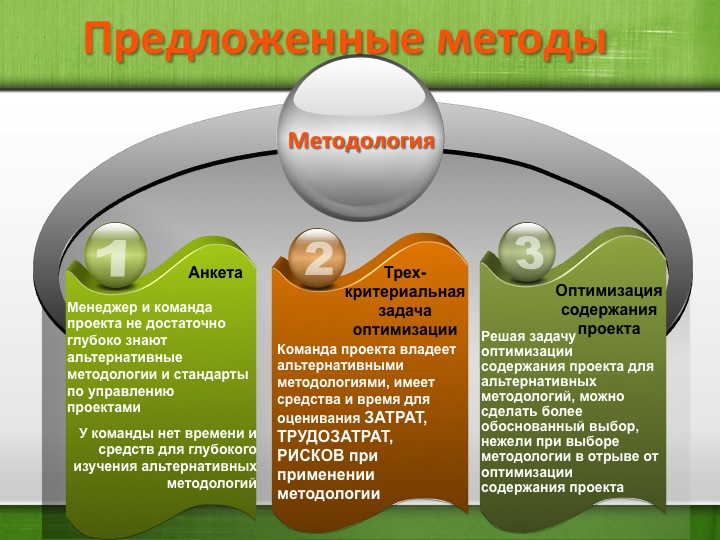 Предложенные методы
Методология
1
Анкета
Менеджер и команда
проекта не достаточно
глубоко знают
альтернативные
методологии и стандарты
по управлению
проектами
У команды нет времени и
средств для глубокого
изучения альтернативных
методологий
2
Трех-
критериальная
задача
оптимизации
Команда проекта владеет
альтернативными
методологиями, имеет
средства и время для
оценивания ЗАТРАТ,
ТРУДОЗАТРАТ,
РИСКОВ при
применении
методологии
3
Оптимизация
содержания
проекта
Решая задачу
оптимизации
содержания проекта для
альтернативных
методологий, можно
сделать более
обоснованный выбор,
нежели при выборе
методологии в отрыве от
оптимизации
содержания проекта